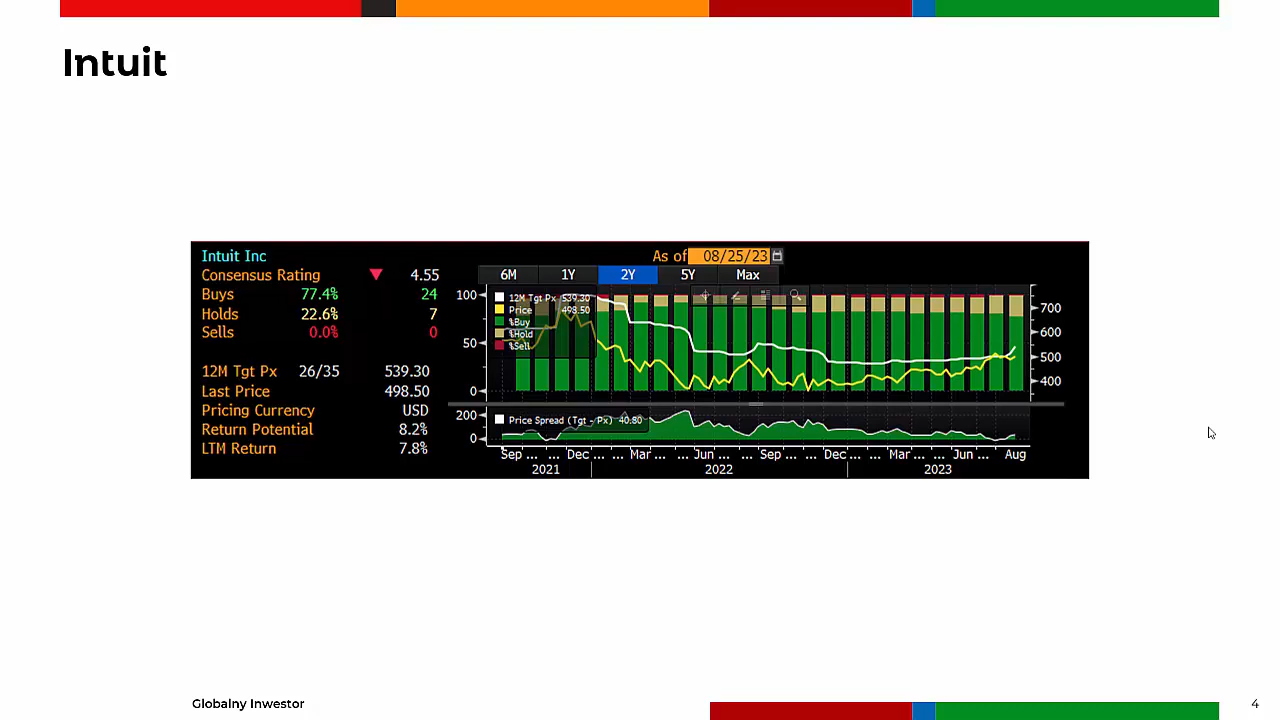 Intuit
Intuit Inc As of 08/25/23
Consensus Rating 4.55 6M 1Y 2Y 5Y Max
Buys 77.4% 24
Holds 22.6% 7
Sells 0.0% 0
12M Tgt Px 26/35 539.30
Last Price 498.50
Pricing Currency USD
Return Potential 8.2%
LTM Return 7.8%
100
50
0
12M Tgt Px 539.30
Price 498.50
%Buy
%Hold
%Sell
700
600
500
400
200
0
Price Spread (Tgt - Px) 40.80
Sep ... ... Dec ... ... Mar ... ... Jun ... ... Sep ... ... Dec ... ... Mar ... ... Jun ... Aug
2021 2022 2023
Globalny Inwestor 4